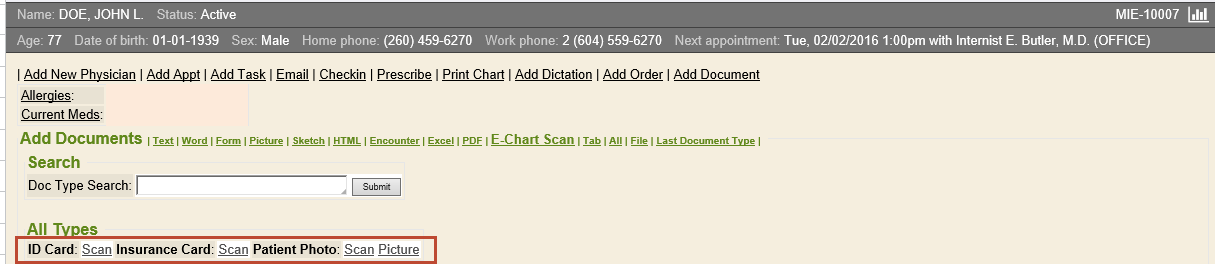 Name: DOE, JOHN L. Status: Active MIE-10007
Age: 77 Date of birth: 01-01-1939 Sex: Male Home phone: (260) 459-6270 Work phone: 2 (604) 559-6270 Next appointment: Tue, 02/02/2016 1:00pm with Internist E. Butler, M.D. (OFFICE)
| Add New Physician | Add Appt | Add Task | Email | Checkin | Prescribe | Print Chart | Add Dictation | Add Order | Add Document
Allergies:
Current Meds:
Add Documents | Text | Word | Form | Picture | Sketch | HTML | Encounter | Excel | PDF | E-Chart Scan | Tab | All | File | Last Document Type |
Search
Doc Type Search: Submit
All Types
ID Card: Scan Insurance Card: Scan Patient Photo: Scan Picture